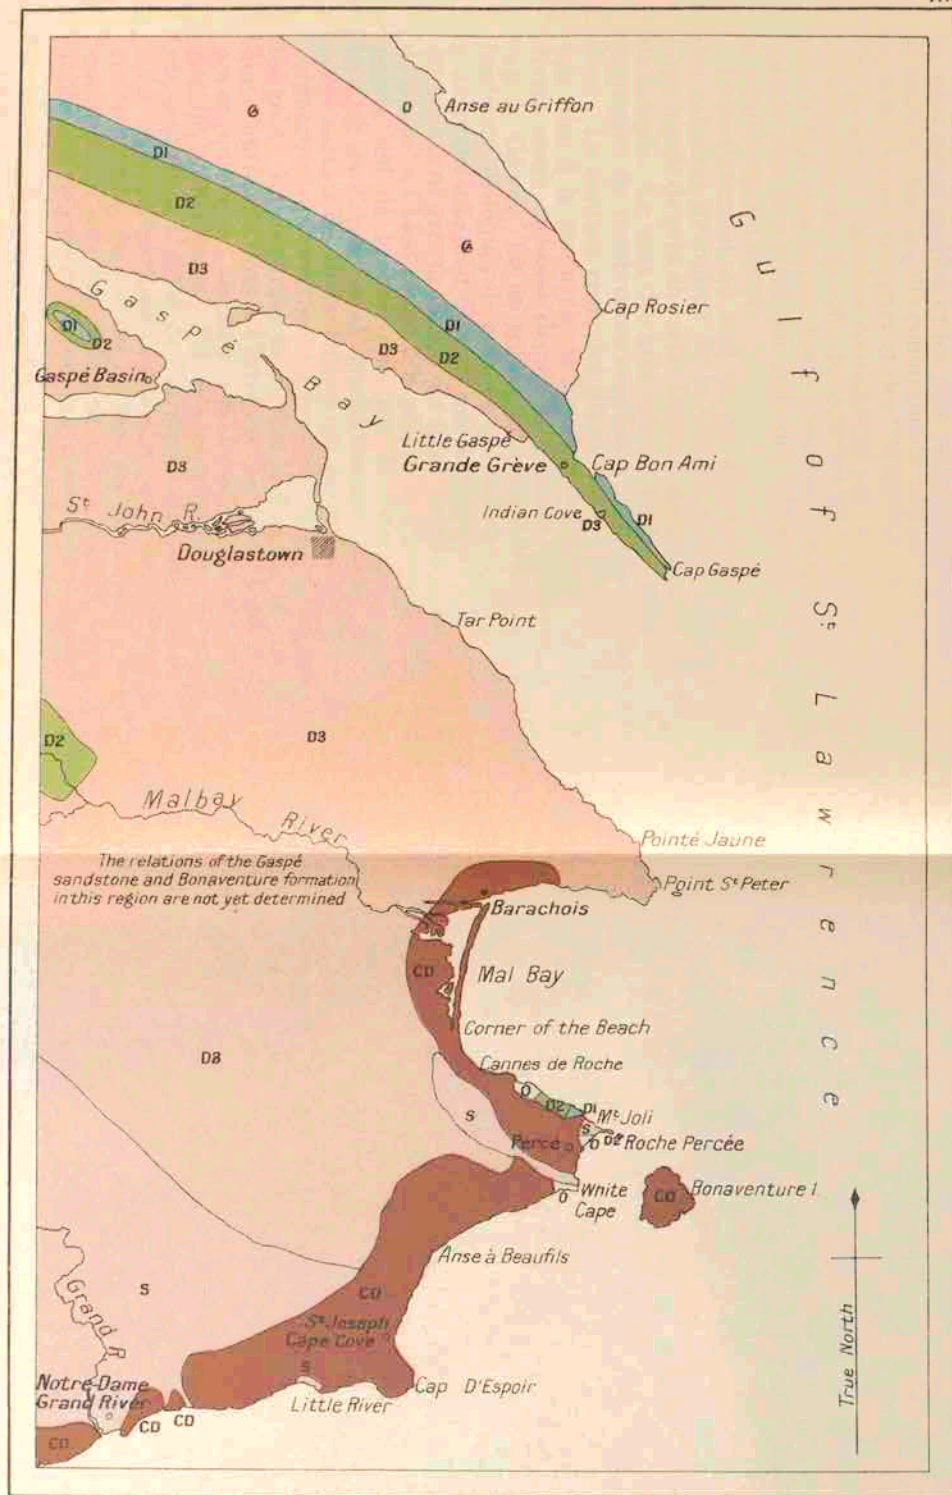 O
Anse au Griffon
Ꞓ
D1
D2
Ꞓ
Gulf of St. Lawrence
D3
Gaspé Bay
Cap Rosier
D1
D2
D1
D3
D2
Gaspé Basin
Little Gaspé
Grande Grève
Cap Bon Ami
D3
St. John R.
Indian Cove
D3
D1
Douglastown
Cap Gaspé
Tar Point
D2
D3
Malbay River
Pointé Jaune
The relations of the Gaspé
sandstone and Bonaventure formation
in this region are not yet determined
Point St. Peter
Barachois
CD
Mal Bay
Corner of the Beach
D3
Cannes de Roche
O
D2
D1
Mt. Joli
S
S
Percé
O
D2
Roche Percée
White
Cape
O
CD
Bonaventure I
Anse à Beaufils
S
CD
Grand R.
St. Joseph
Cape Cove
S
Notre-Dame
Grand River
Cap D'Espoir
Little River
CD
CD
CD
True North